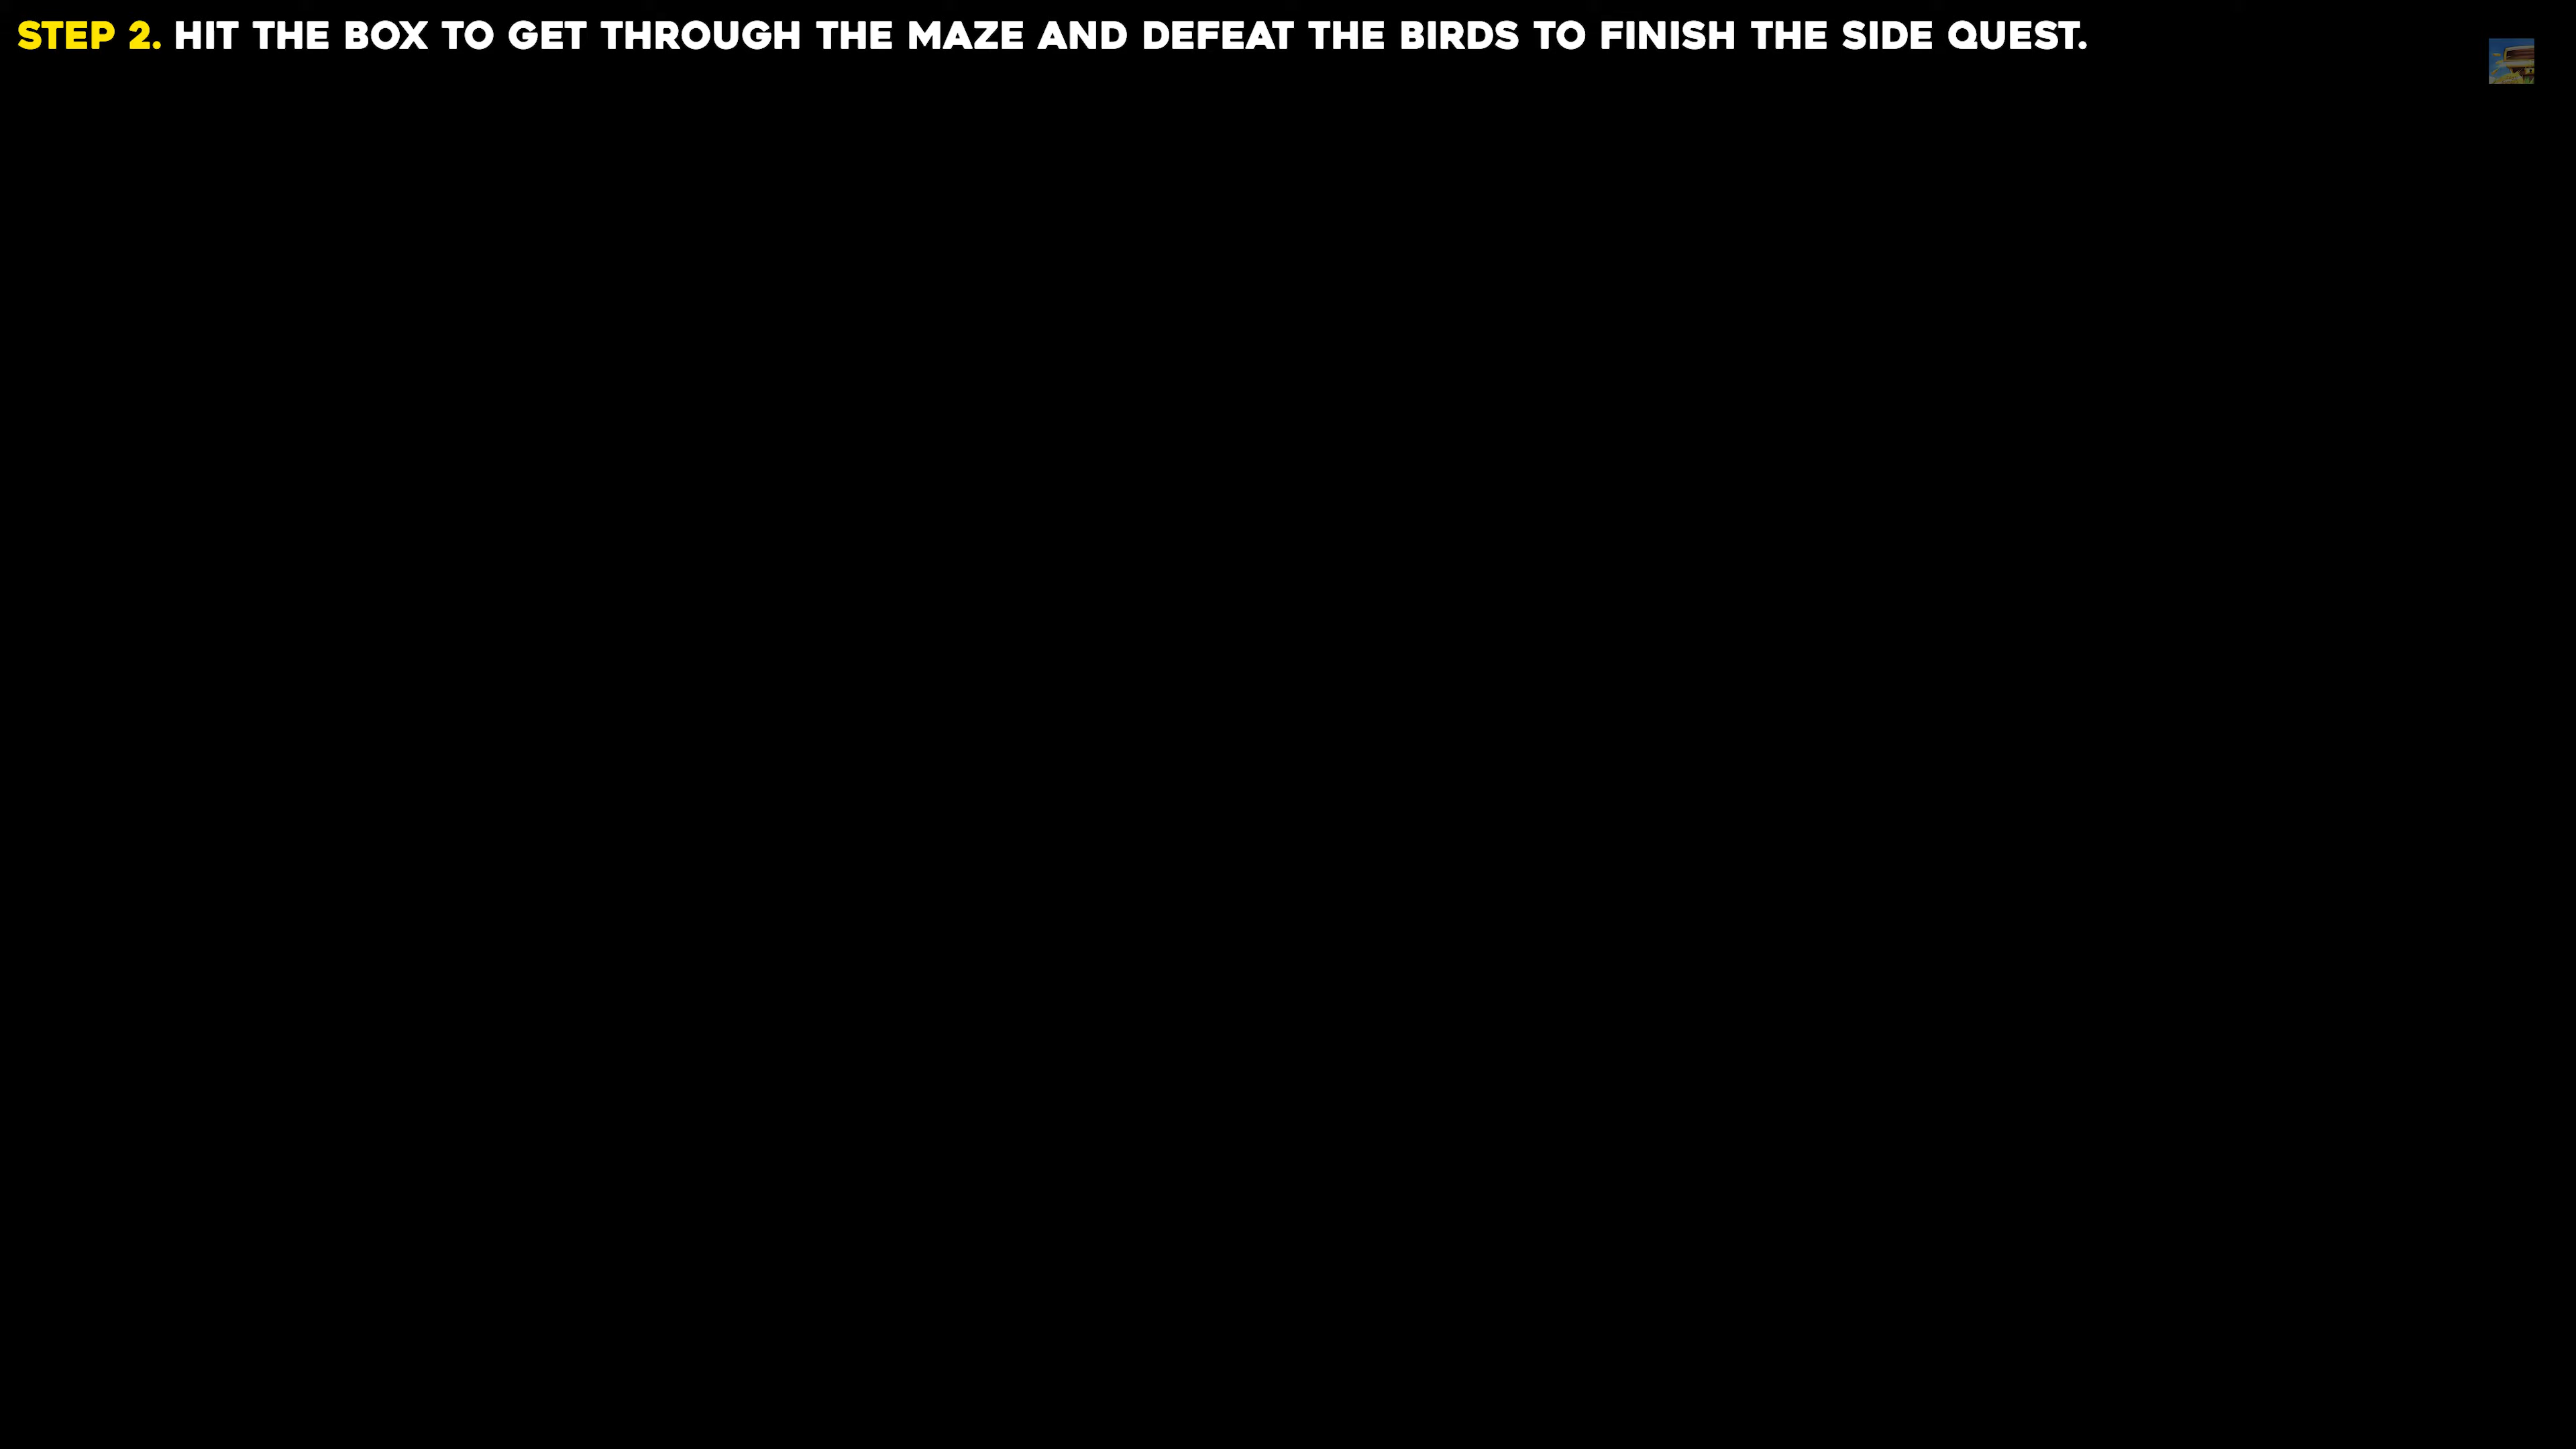 STEP 2. HIT THE BOX TO GET THROUGH THE MAZE AND DEFEAT THE BIRDS TO FINISH THE SIDE QUEST.